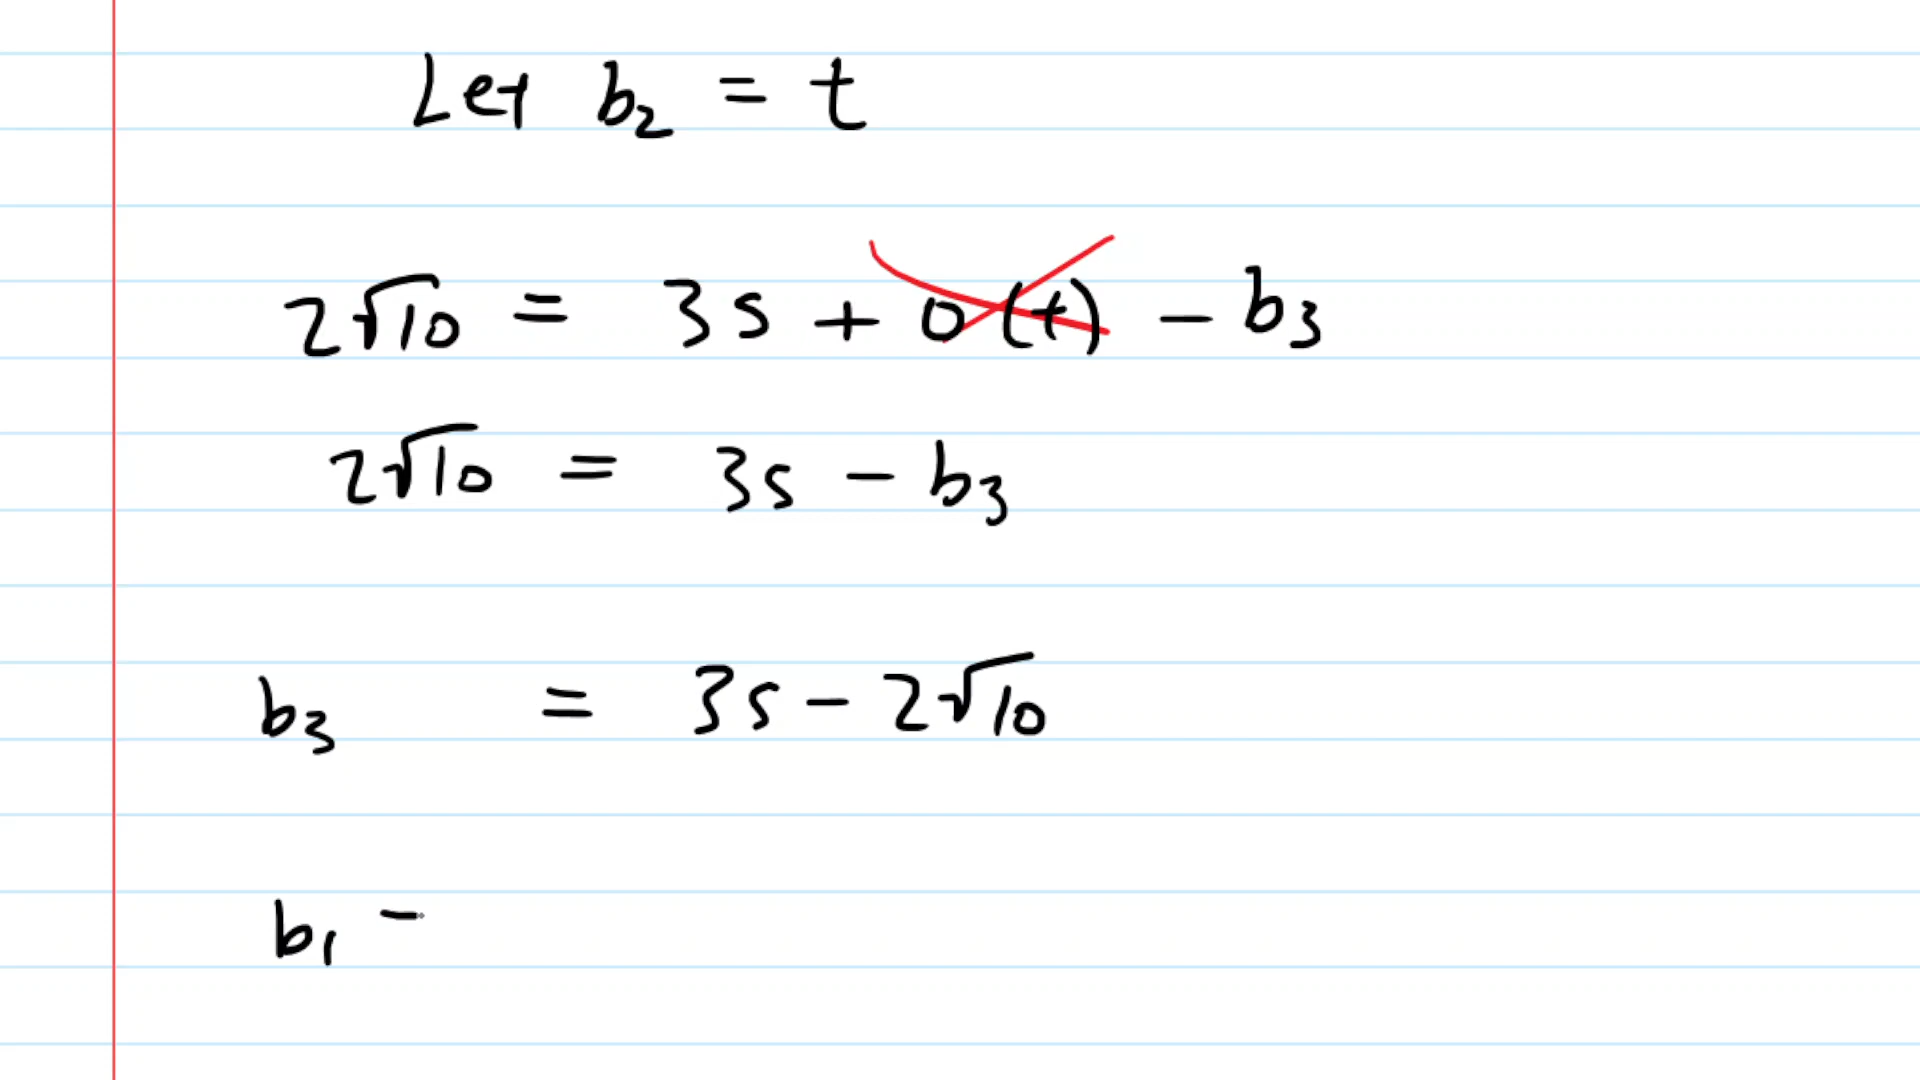 Let b₂ = t
2√10 = 3s + 0(t) - b₃
2√10 = 3s - b₃
b₃ = 3s - 2√10
b₁ -